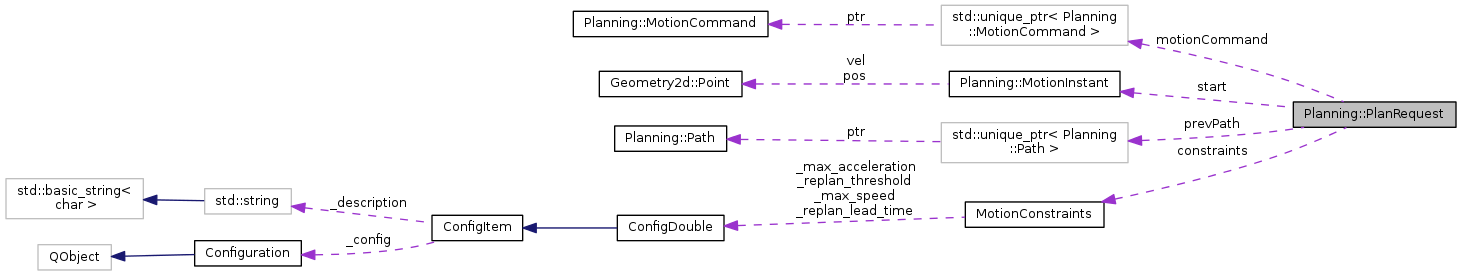 Planning::MotionCommand
ptr
std::unique_ptr< Planning
::MotionCommand >
motionCommand
Geometry2d::Point
vel
pos
Planning::MotionInstant
start
Planning::PlanRequest
Planning::Path
ptr
std::unique_ptr< Planning
::Path >
prevPath
constraints
std::basic_string<
char >
std::string
_description
_config
QObject
Configuration
ConfigItem
ConfigDouble
_max_acceleration
_replan_threshold
_max_speed
_replan_lead_time
MotionConstraints